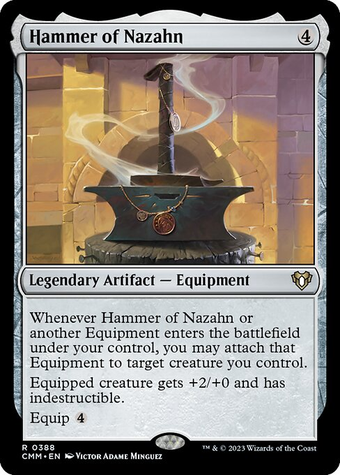 Hammer of Nazahn 4
Legendary Artifact — Equipment
Whenever Hammer of Nazahn or
another Equipment enters the battlefield
under your control, you may attach that
Equipment to target creature you control.
Equipped creature gets +2/+0 and has
indestructible.
Equip 4
R 0388
CMM • EN VICTOR ADAME MINGUEZ
™ & © 2023 Wizards of the Coast